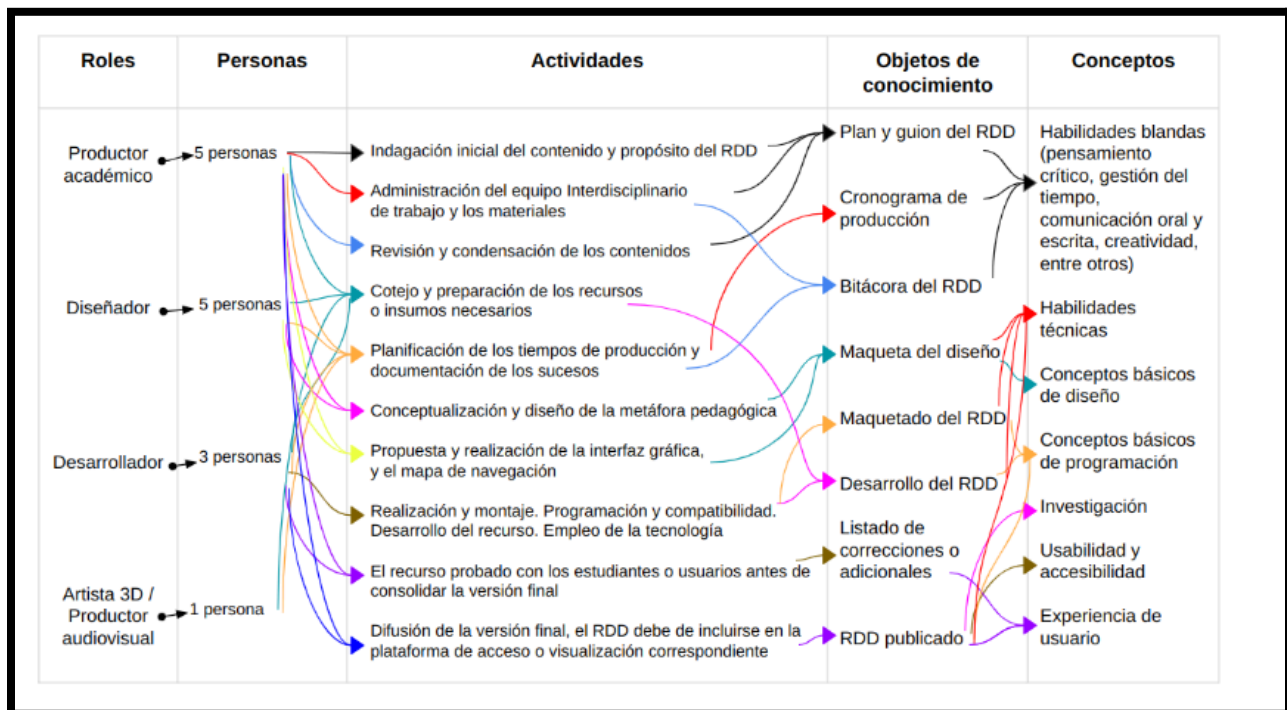 Roles
Personas
Actividades
Objetos de
conocimiento
Conceptos
Productor
académico
5 personas
Diseñador
5 personas
Desarrollador
3 personas
Artista 3D /
Productor
audiovisual
1 persona
Indagación inicial del contenido y propósito del RDD
Administración del equipo Interdisciplinario
de trabajo y los materiales
Revisión y condensación de los contenidos
Cotejo y preparación de los recursos
o insumos necesarios
Planificación de los tiempos de producción y
documentación de los sucesos
Conceptualización y diseño de la metáfora pedagógica
Propuesta y realización de la interfaz gráfica,
y el mapa de navegación
Realización y montaje. Programación y compatibilidad.
Desarrollo del recurso. Empleo de la tecnología
El recurso probado con los estudiantes o usuarios antes de
consolidar la versión final
Difusión de la versión final, el RDD debe de incluirse en la
plataforma de acceso o visualización correspondiente
Plan y guion del RDD
Cronograma de
producción
Bitácora del RDD
Maqueta del diseño
Maquetado del RDD
Desarrollo del RDD
Listado de
correcciones o
adicionales
RDD publicado
Habilidades blandas
(pensamiento
crítico, gestión del
tiempo,
comunicación oral y
escrita, creatividad,
entre otros)
Habilidades
técnicas
Conceptos básicos
de diseño
Conceptos básicos
de programación
Investigación
Usabilidad y
accesibilidad
Experiencia de
usuario